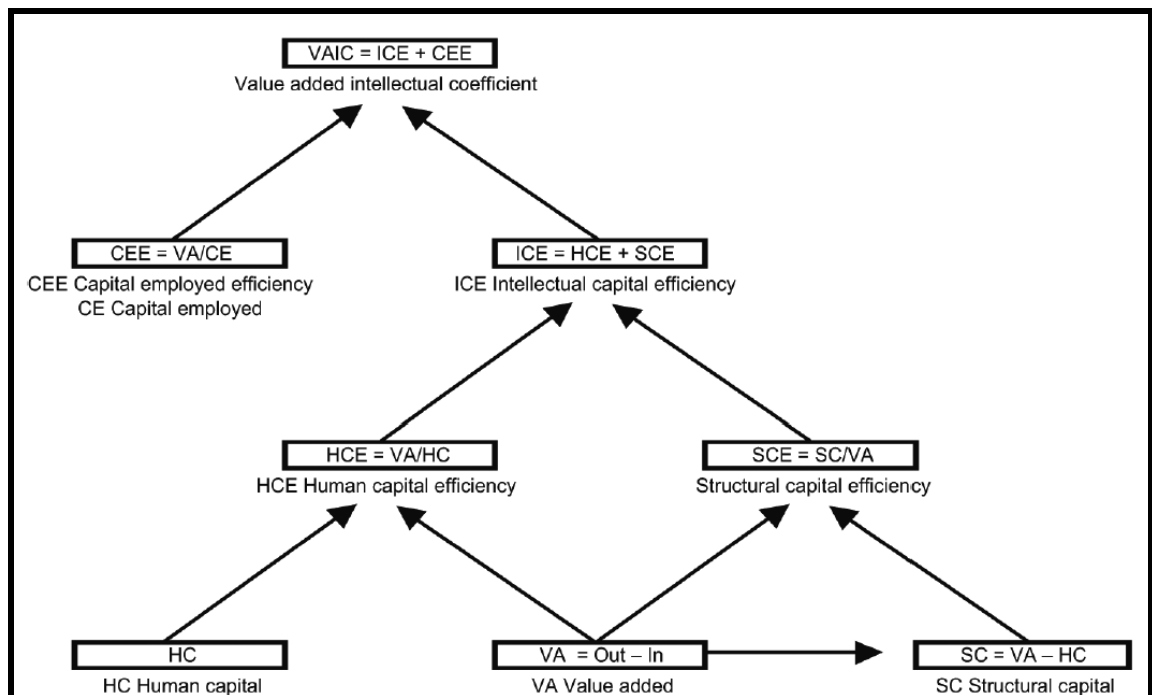 VAIC = ICE + CEE
Value added intellectual coefficient
CEE = VA/CE
CEE Capital employed efficiency
CE Capital employed
ICE = HCE + SCE
ICE Intellectual capital efficiency
HCE = VA/HC
HCE Human capital efficiency
SCE = SC/VA
Structural capital efficiency
HC
HC Human capital
VA = Out – In
VA Value added
SC = VA – HC
SC Structural capital